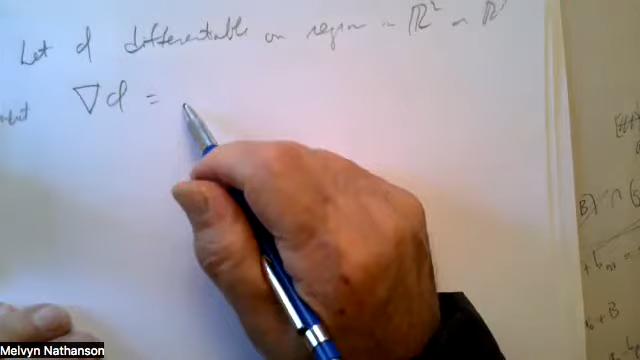 Let d differentiable on region in ℝ² or ℝ³
∇d =
B) ∩ (
+ B
Melvyn Nathanson